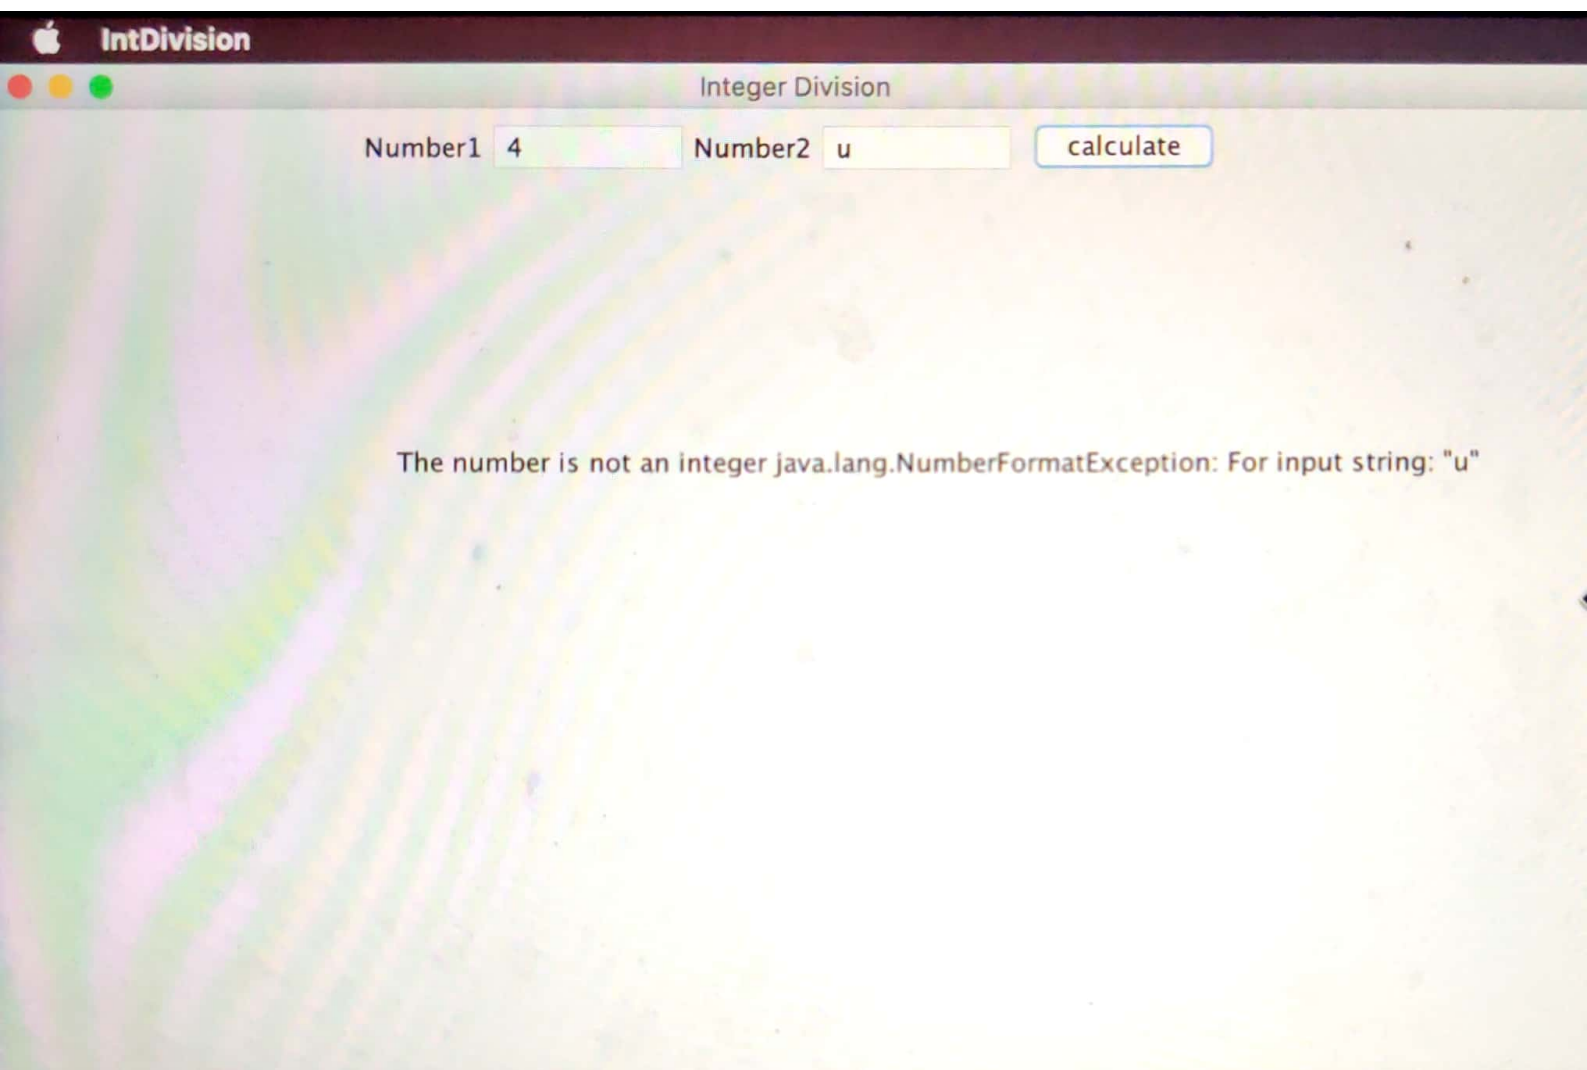 IntDivision
Integer Division
Number1 4 Number2 u calculate
The number is not an integer java.lang.NumberFormatException: For input string: "u"